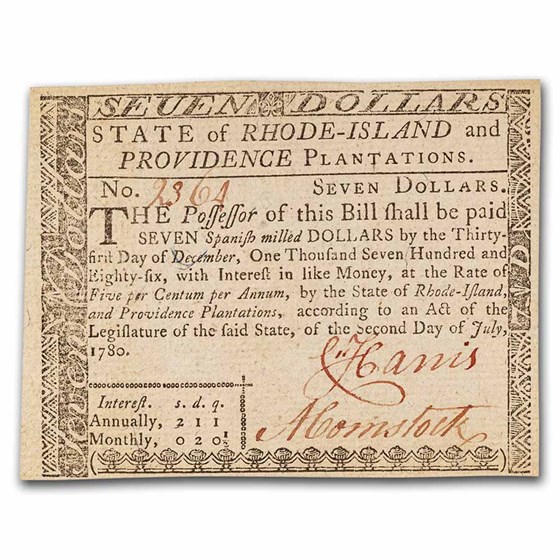 SEVEN DOLLARS
STATE of RHODE-ISLAND and
PROVIDENCE PLANTATIONS.
No. 2364 SEVEN DOLLARS.
THE Poſſeſſor of this Bill ſhall be paid
SEVEN Spaniſh milled DOLLARS by the Thirty-
firſt Day of December, One Thouſand Seven Hundred and
Eighty-ſix, with Intereſt in like Money, at the Rate of
Five per Centum per Annum, by the State of Rhode-Iſland,
and Providence Plantations, according to an Act of the
Legiſlature of the ſaid State, of the Second Day of July,
1780.
C Harris
A Comstock
Intereſt. s. d. q.
Annually, 2 1 1
Monthly, 0 2 0
Seven Dollars